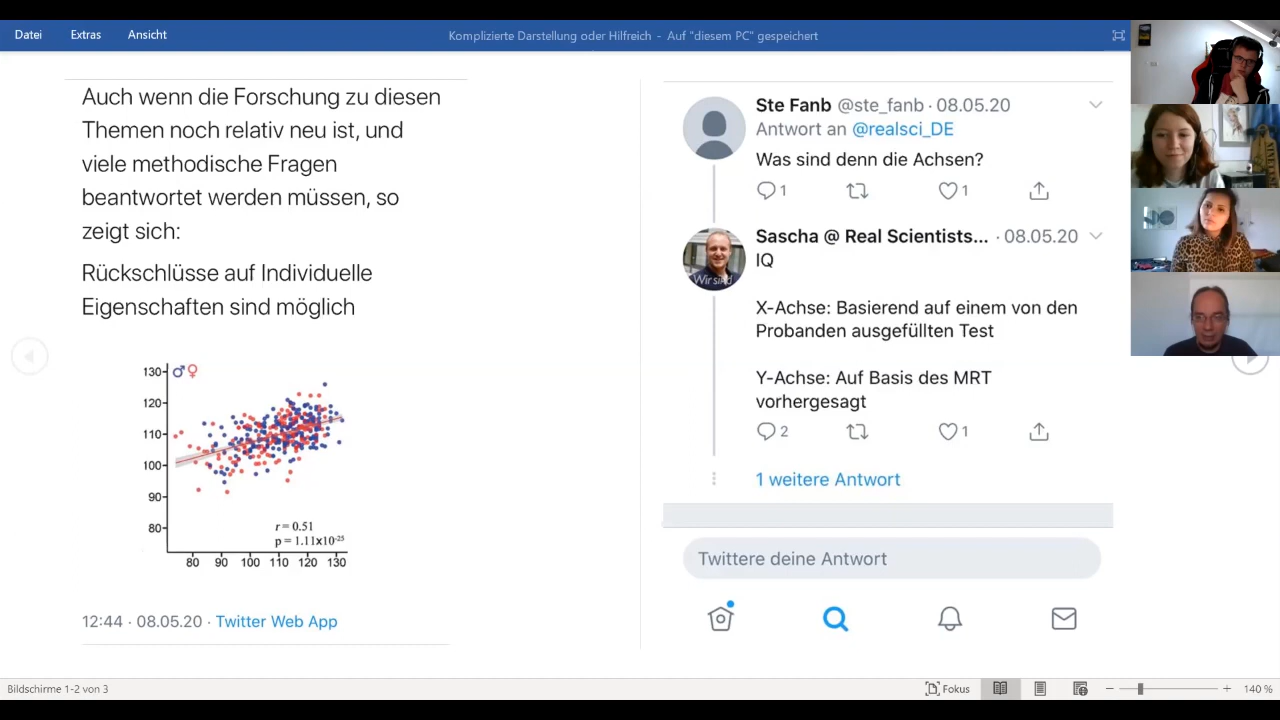 Datei Extras Ansicht
Komplizierte Darstellung oder Hilfreich - Auf "diesem PC" gespeichert
Auch wenn die Forschung zu diesen
Themen noch relativ neu ist, und
viele methodische Fragen
beantwortet werden müssen, so
zeigt sich:
Rückschlüsse auf Individuelle
Eigenschaften sind möglich
130
♂♀
120
110
100
90
80
r = 0.51
p = 1.11x10-25
80 90 100 110 120 130
12:44 · 08.05.20 · Twitter Web App
Ste Fanb @ste_fanb · 08.05.20
Antwort an @realsci_DE
Was sind denn die Achsen?
1 1
Sascha @ Real Scientists... · 08.05.20
IQ
Wir sind
X-Achse: Basierend auf einem von den
Probanden ausgefüllten Test
Y-Achse: Auf Basis des MRT
vorhergesagt
2 1
1 weitere Antwort
Twittere deine Antwort
Bildschirme 1-2 von 3
Fokus
140 %